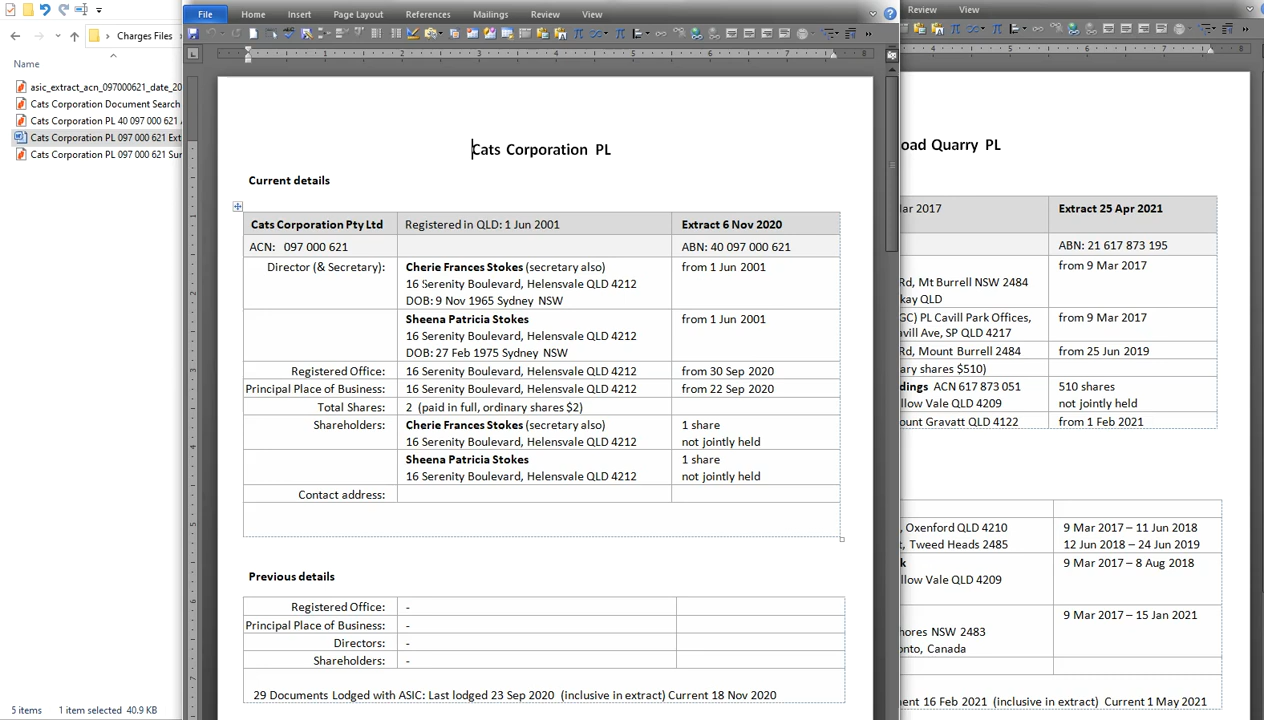 Charges Files
Name
asic_extract_acn_097000621_date_20
Cats Corporation Document Search
Cats Corporation PL 40 097 000 621
Cats Corporation PL 097 000 621 Ext
Cats Corporation PL 097 000 621 Sur
5 items 1 item selected 40.9 KB
File Home Insert Page Layout References Mailings Review View
Cats Corporation PL
Current details
Cats Corporation Pty Ltd Registered in QLD: 1 Jun 2001 Extract 6 Nov 2020
ACN: 097 000 621 ABN: 40 097 000 621
Director (& Secretary): Cherie Frances Stokes (secretary also) from 1 Jun 2001
16 Serenity Boulevard, Helensvale QLD 4212
DOB: 9 Nov 1965 Sydney NSW
Sheena Patricia Stokes from 1 Jun 2001
16 Serenity Boulevard, Helensvale QLD 4212
DOB: 27 Feb 1975 Sydney NSW
Registered Office: 16 Serenity Boulevard, Helensvale QLD 4212 from 30 Sep 2020
Principal Place of Business: 16 Serenity Boulevard, Helensvale QLD 4212 from 22 Sep 2020
Total Shares: 2 (paid in full, ordinary shares $2)
Shareholders: Cherie Frances Stokes (secretary also) 1 share
16 Serenity Boulevard, Helensvale QLD 4212 not jointly held
Sheena Patricia Stokes 1 share
16 Serenity Boulevard, Helensvale QLD 4212 not jointly held
Contact address:
Previous details
Registered Office: -
Principal Place of Business: -
Directors: -
Shareholders: -
29 Documents Lodged with ASIC: Last lodged 23 Sep 2020 (inclusive in extract) Current 18 Nov 2020
Review View
oad Quarry PL
ar 2017 Extract 25 Apr 2021
ABN: 21 617 873 195
from 9 Mar 2017
Rd, Mt Burrell NSW 2484
kay QLD
GC) PL Cavill Park Offices, from 9 Mar 2017
avill Ave, SP QLD 4217
Rd, Mount Burrell 2484 from 25 Jun 2019
ary shares $510)
dings ACN 617 873 051 510 shares
llow Vale QLD 4209 not jointly held
ount Gravatt QLD 4122 from 1 Feb 2021
, Oxenford QLD 4210 9 Mar 2017 – 11 Jun 2018
t, Tweed Heads 2485 12 Jun 2018 – 24 Jun 2019
k 9 Mar 2017 – 8 Aug 2018
llow Vale QLD 4209
9 Mar 2017 – 15 Jan 2021
hores NSW 2483
onto, Canada
ent 16 Feb 2021 (inclusive in extract) Current 1 May 2021